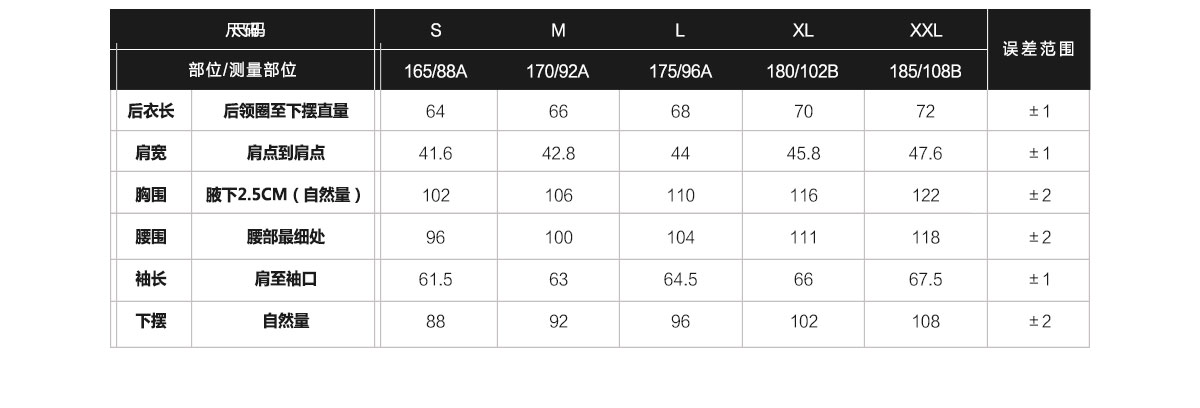 尺码 S M L XL XXL 误差范围
部位/测量部位 165/88A 170/92A 175/96A 180/102B 185/108B
后衣长 后领圈至下摆直量 64 66 68 70 72 ±1
肩宽 肩点到肩点 41.6 42.8 44 45.8 47.6 ±1
胸围 腋下2.5CM（自然量） 102 106 110 116 122 ±2
腰围 腰部最细处 96 100 104 111 118 ±2
袖长 肩至袖口 61.5 63 64.5 66 67.5 ±1
下摆 自然量 88 92 96 102 108 ±2